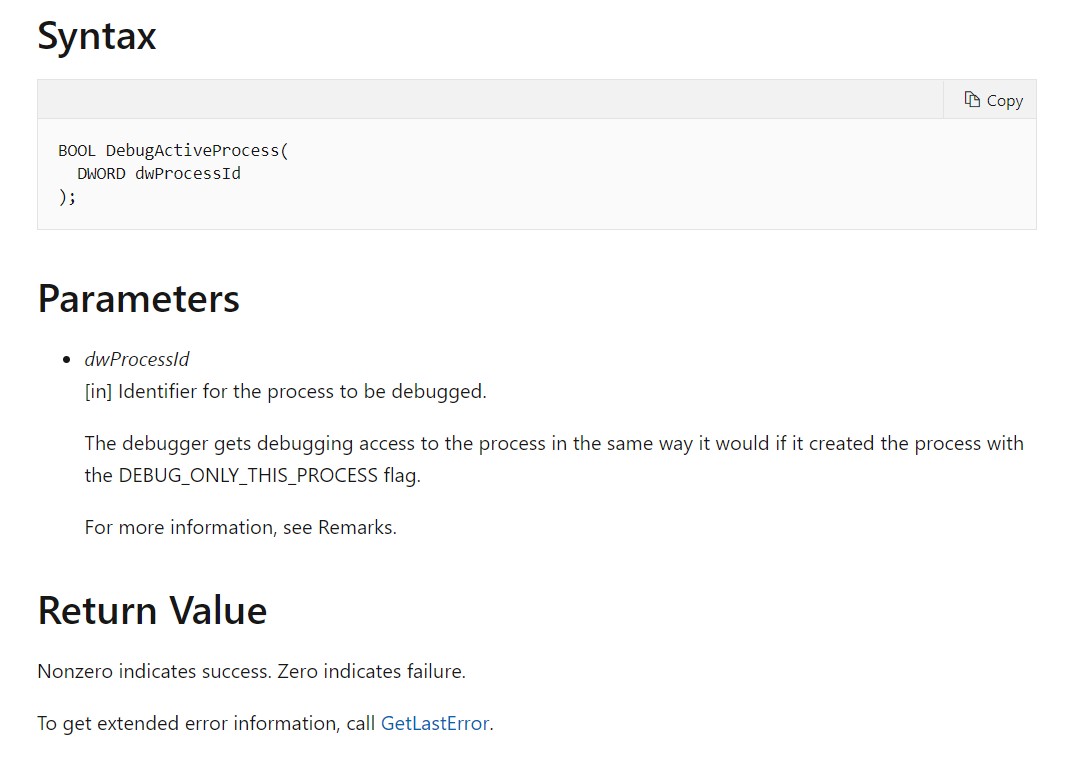 Syntax
Copy
BOOL DebugActiveProcess(
  DWORD dwProcessId
);
Parameters
• dwProcessId
[in] Identifier for the process to be debugged.
The debugger gets debugging access to the process in the same way it would if it created the process with
the DEBUG_ONLY_THIS_PROCESS flag.
For more information, see Remarks.
Return Value
Nonzero indicates success. Zero indicates failure.
To get extended error information, call GetLastError.